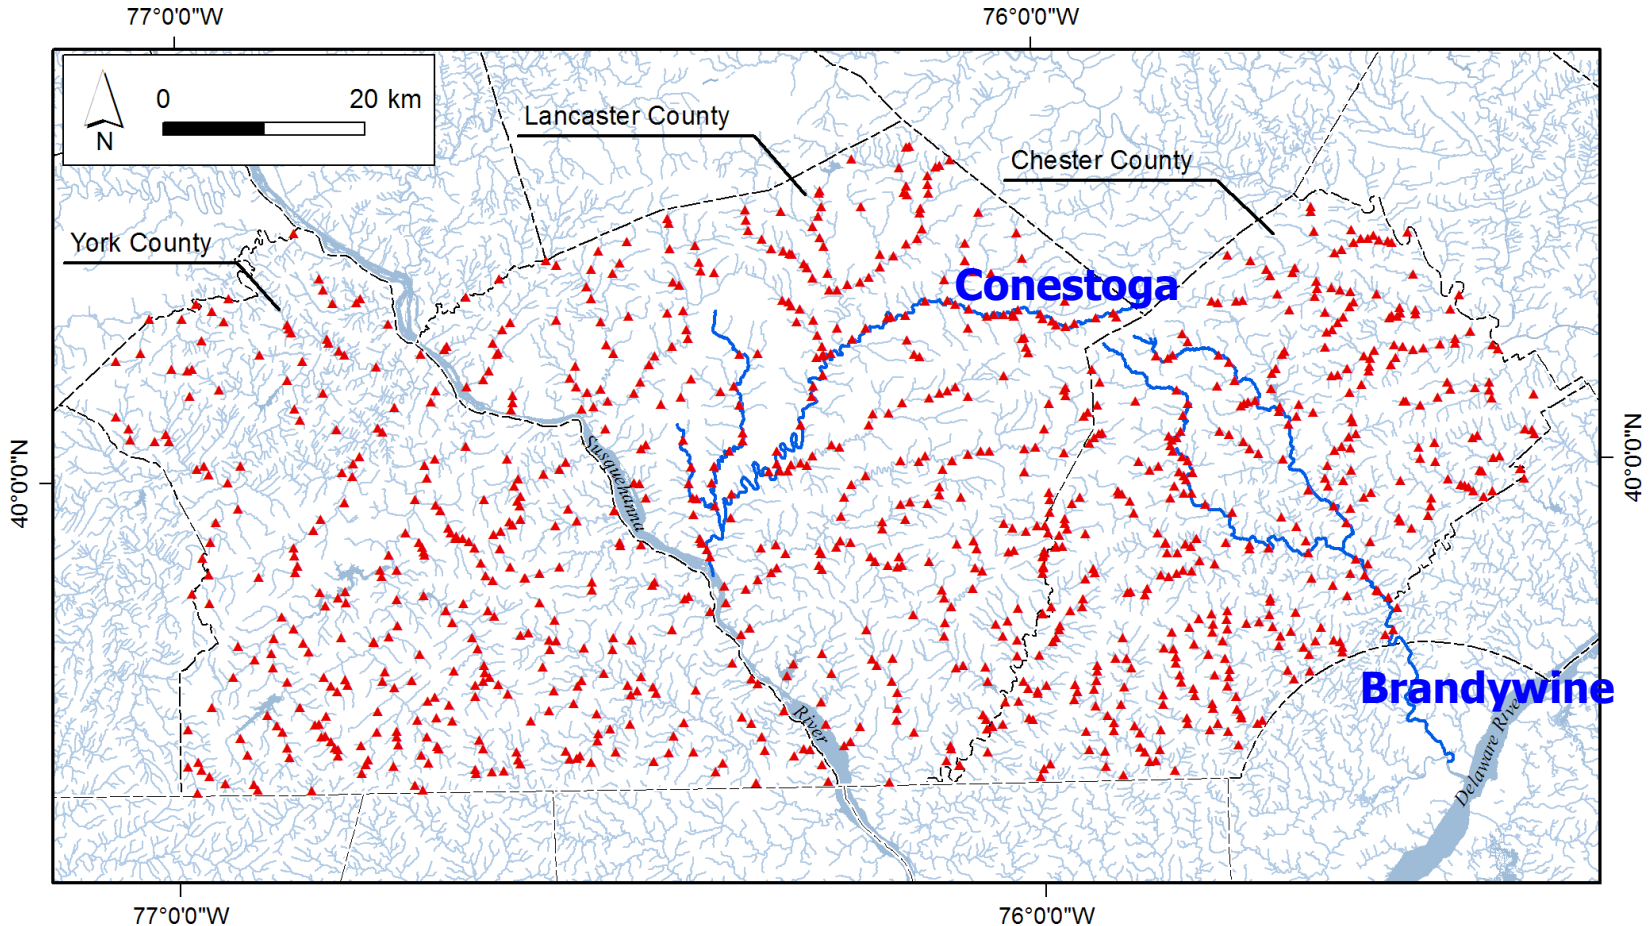 77°0'0"W 76°0'0"W
0 20 km
N
Lancaster County
Chester County
York County
Conestoga
40°0'0"N 40°0'0"N
Susquehanna
River
Brandywine
Delaware River
77°0'0"W 76°0'0"W